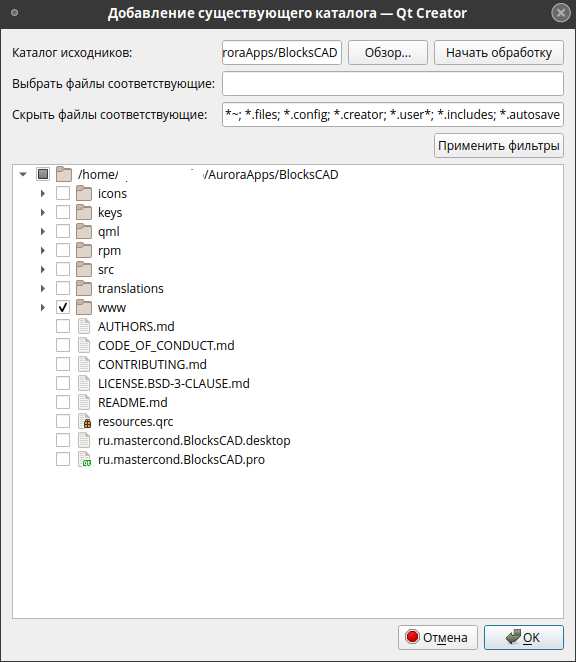 Добавление существующего каталога — Qt Creator
Каталог исходников: roraApps/BlocksCAD Обзор... Начать обработку
Выбрать файлы соответствующие:
Скрыть файлы соответствующие: *~; *.files; *.config; *.creator; *.user*; *.includes; *.autosave
Применить фильтры
/home/ /AuroraApps/BlocksCAD
icons
keys
qml
rpm
src
translations
www
AUTHORS.md
CODE_OF_CONDUCT.md
CONTRIBUTING.md
LICENSE.BSD-3-CLAUSE.md
README.md
resources.qrc
ru.mastercond.BlocksCAD.desktop
ru.mastercond.BlocksCAD.pro
Отмена OK